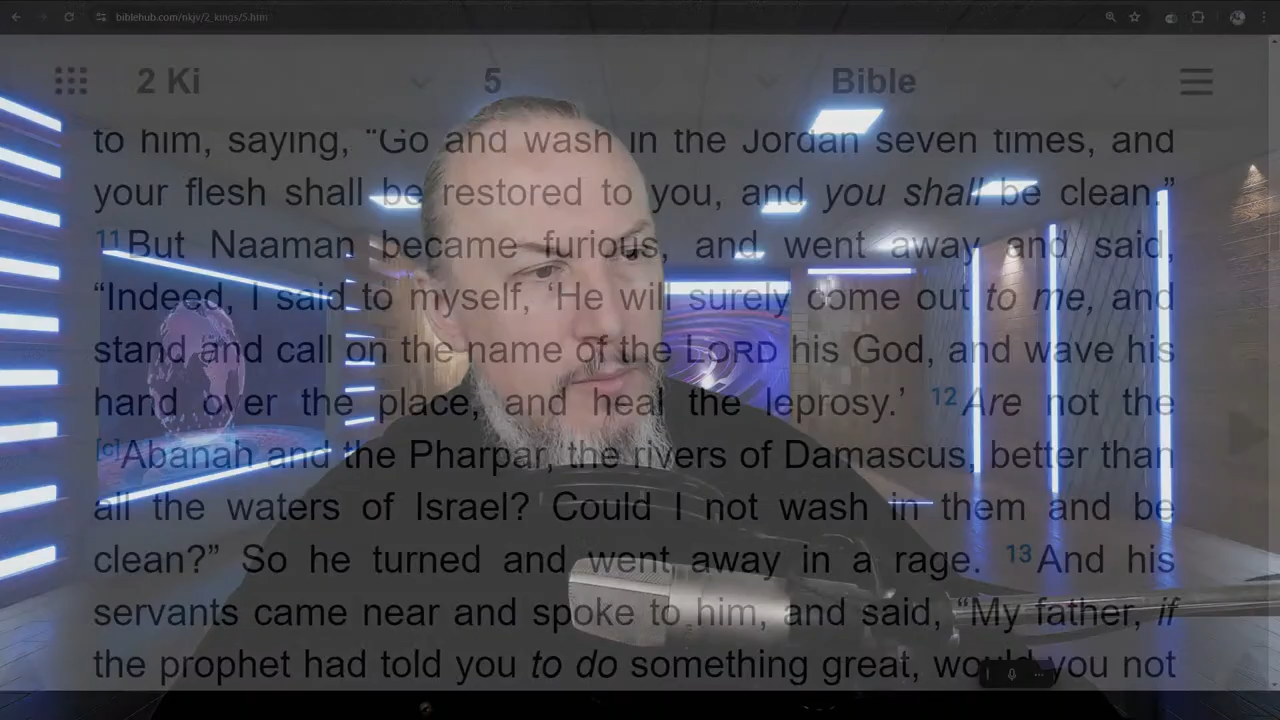 biblehub.com/nkjv/2_kings/5.htm
2 Ki 5 Bible
to him, saying, “Go and wash in the Jordan seven times, and
your flesh shall be restored to you, and you shall be clean.”
11 But Naaman became furious, and went away and said,
“Indeed, I said to myself, ‘He will surely come out to me, and
stand and call on the name of the LORD his God, and wave his
hand over the place, and heal the leprosy.’ 12 Are not the
[c]Abanah and the Pharpar, the rivers of Damascus, better than
all the waters of Israel? Could I not wash in them and be
clean?” So he turned and went away in a rage. 13 And his
servants came near and spoke to him, and said, “My father, if
the prophet had told you to do something great, would you not